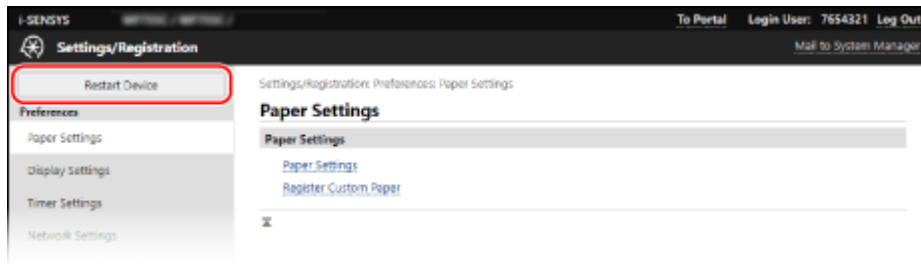 i-SENSYS To Portal Login User: 7654321 Log Out
Settings/Registration Mail to System Manager
Restart Device
Settings/Registration: Preferences: Paper Settings
Preferences
Paper Settings
Paper Settings
Paper Settings
Display Settings
Paper Settings
Register Custom Paper
Timer Settings
Network Settings